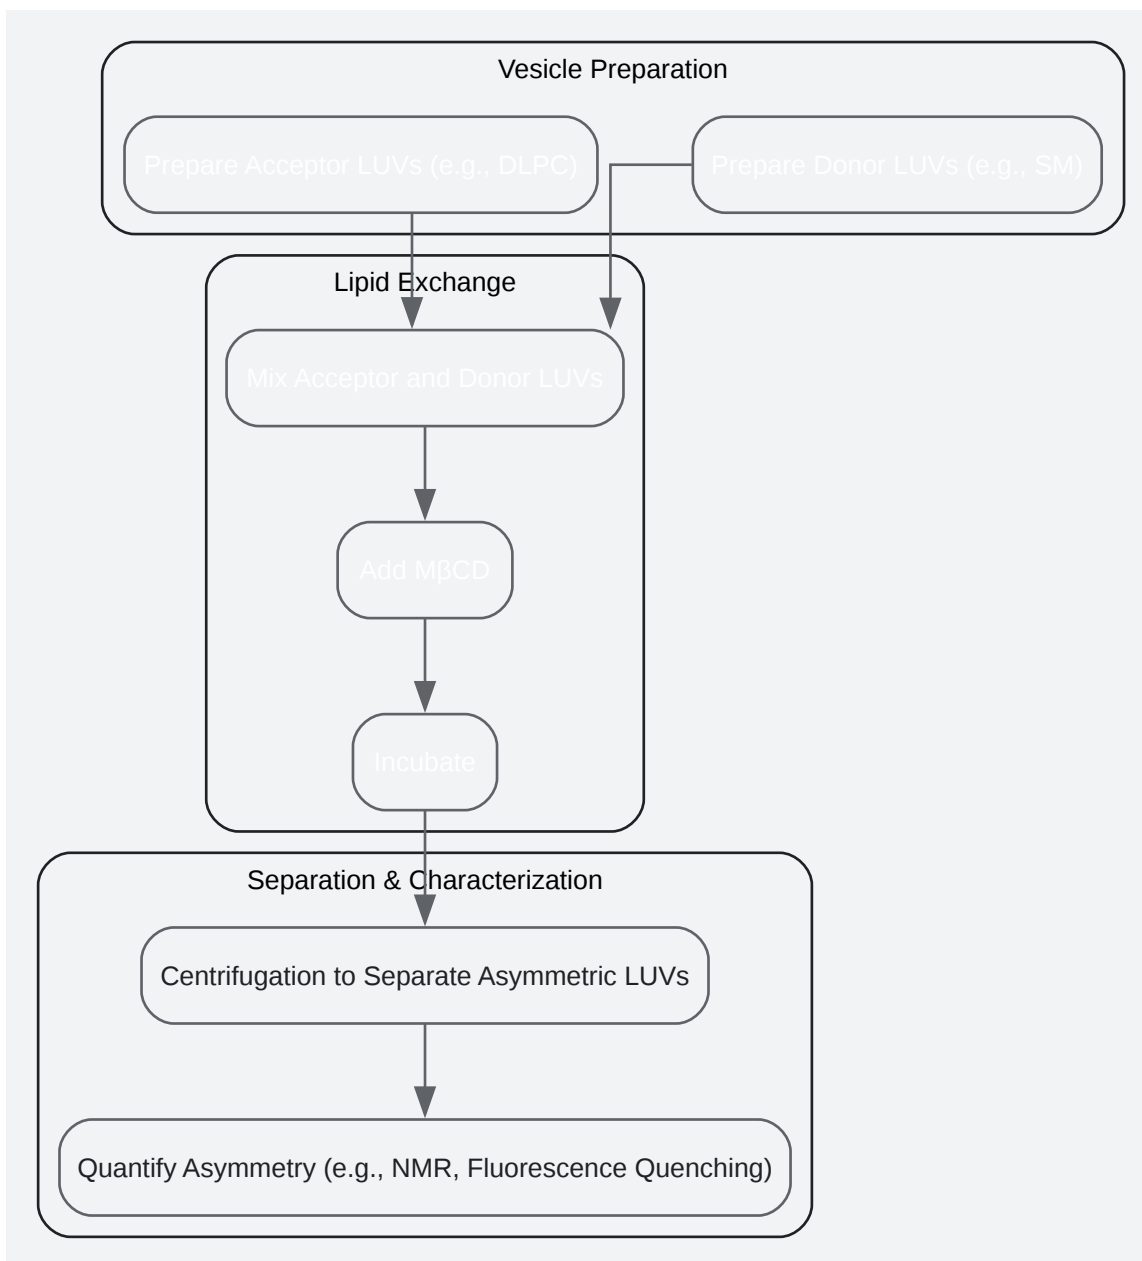 Vesicle Preparation
Prepare Acceptor LUVs (e.g., DLPC)
Prepare Donor LUVs (e.g., SM)
Lipid Exchange
Mix Acceptor and Donor LUVs
Add MβCD
Incubate
Separation & Characterization
Centrifugation to Separate Asymmetric LUVs
Quantify Asymmetry (e.g., NMR, Fluorescence Quenching)